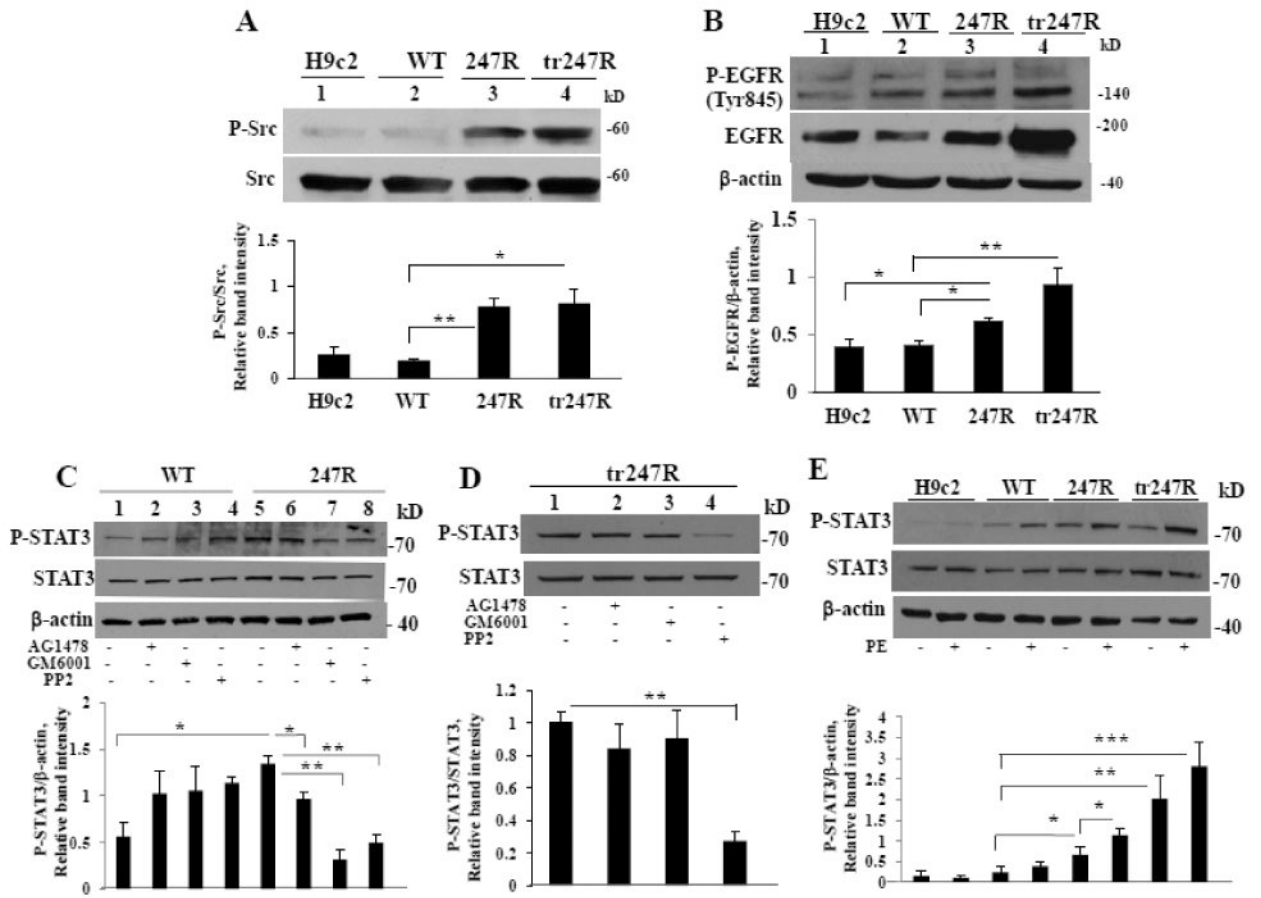 A
H9c2 WT 247R tr247R
1 2 3 4 kD
P-Src -60
Src -60
P-Src/Src,
Relative band intensity
1.5
1
0.5
0
*
**
H9c2 WT 247R tr247R
B
H9c2 WT 247R tr247R
1 2 3 4 kD
P-EGFR
(Tyr845) -140
EGFR -200
β-actin -40
P-EGFR/β-actin,
Relative band intensity
1.5
1
0.5
0
**
*
*
H9c2 WT 247R tr247R
C
WT 247R
1 2 3 4 5 6 7 8 kD
P-STAT3 -70
STAT3 -70
β-actin - 40
AG1478 - + - - - + - -
GM6001 - - + - - - + -
PP2 - - - + - - - +
P-STAT3/β-actin,
Relative band intensity
2
1.5
1
0.5
0
* *
**
**
D
tr247R
1 2 3 4 kD
P-STAT3 -70
STAT3 -70
AG1478 - + - -
GM6001 - - + -
PP2 - - - +
P-STAT3/STAT3,
Relative band intensity
1.2
1
0.8
0.6
0.4
0.2
0
**
E
H9c2 WT 247R tr247R kD
P-STAT3 -70
STAT3 -70
β-actin -40
PE - + - + - + - +
P-STAT3/β-actin,
Relative band intensity
4
3.5
3
2.5
2
1.5
1
0.5
0
***
**
*
*